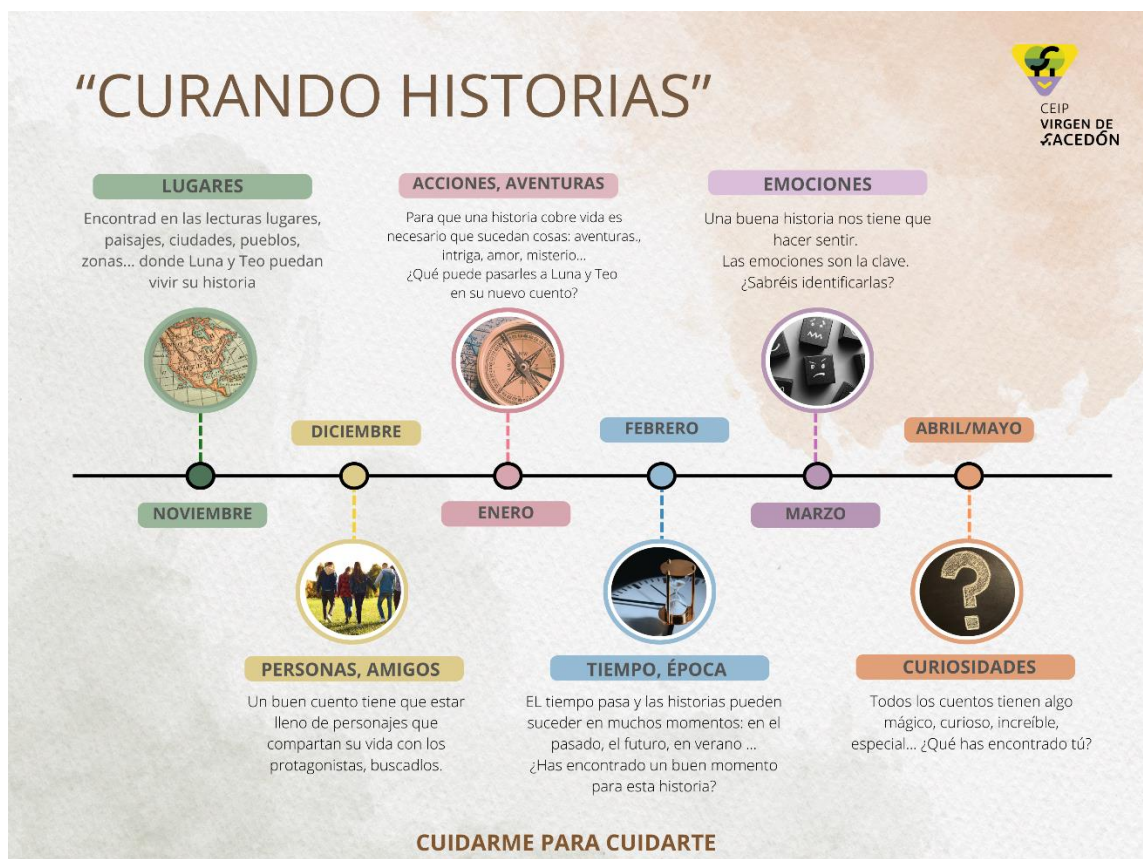 “CURANDO HISTORIAS”
CEIP
VIRGEN DE
SACEDÓN
LUGARES
Encontrad en las lecturas lugares,
paisajes, ciudades, pueblos,
zonas... donde Luna y Teo puedan
vivir su historia
ACCIONES, AVENTURAS
Para que una historia cobre vida es
necesario que sucedan cosas: aventuras.,
intriga, amor, misterio...
¿Qué puede pasarles a Luna y Teo
en su nuevo cuento?
EMOCIONES
Una buena historia nos tiene que
hacer sentir.
Las emociones son la clave.
¿Sabréis identificarlas?
DICIEMBRE
FEBRERO
ABRIL/MAYO
NOVIEMBRE
ENERO
MARZO
PERSONAS, AMIGOS
Un buen cuento tiene que estar
lleno de personajes que
compartan su vida con los
protagonistas, buscadlos.
TIEMPO, ÉPOCA
EL tiempo pasa y las historias pueden
suceder en muchos momentos: en el
pasado, el futuro, en verano ...
¿Has encontrado un buen momento
para esta historia?
CURIOSIDADES
Todos los cuentos tienen algo
mágico, curioso, increíble,
especial... ¿Qué has encontrado tú?
CUIDARME PARA CUIDARTE